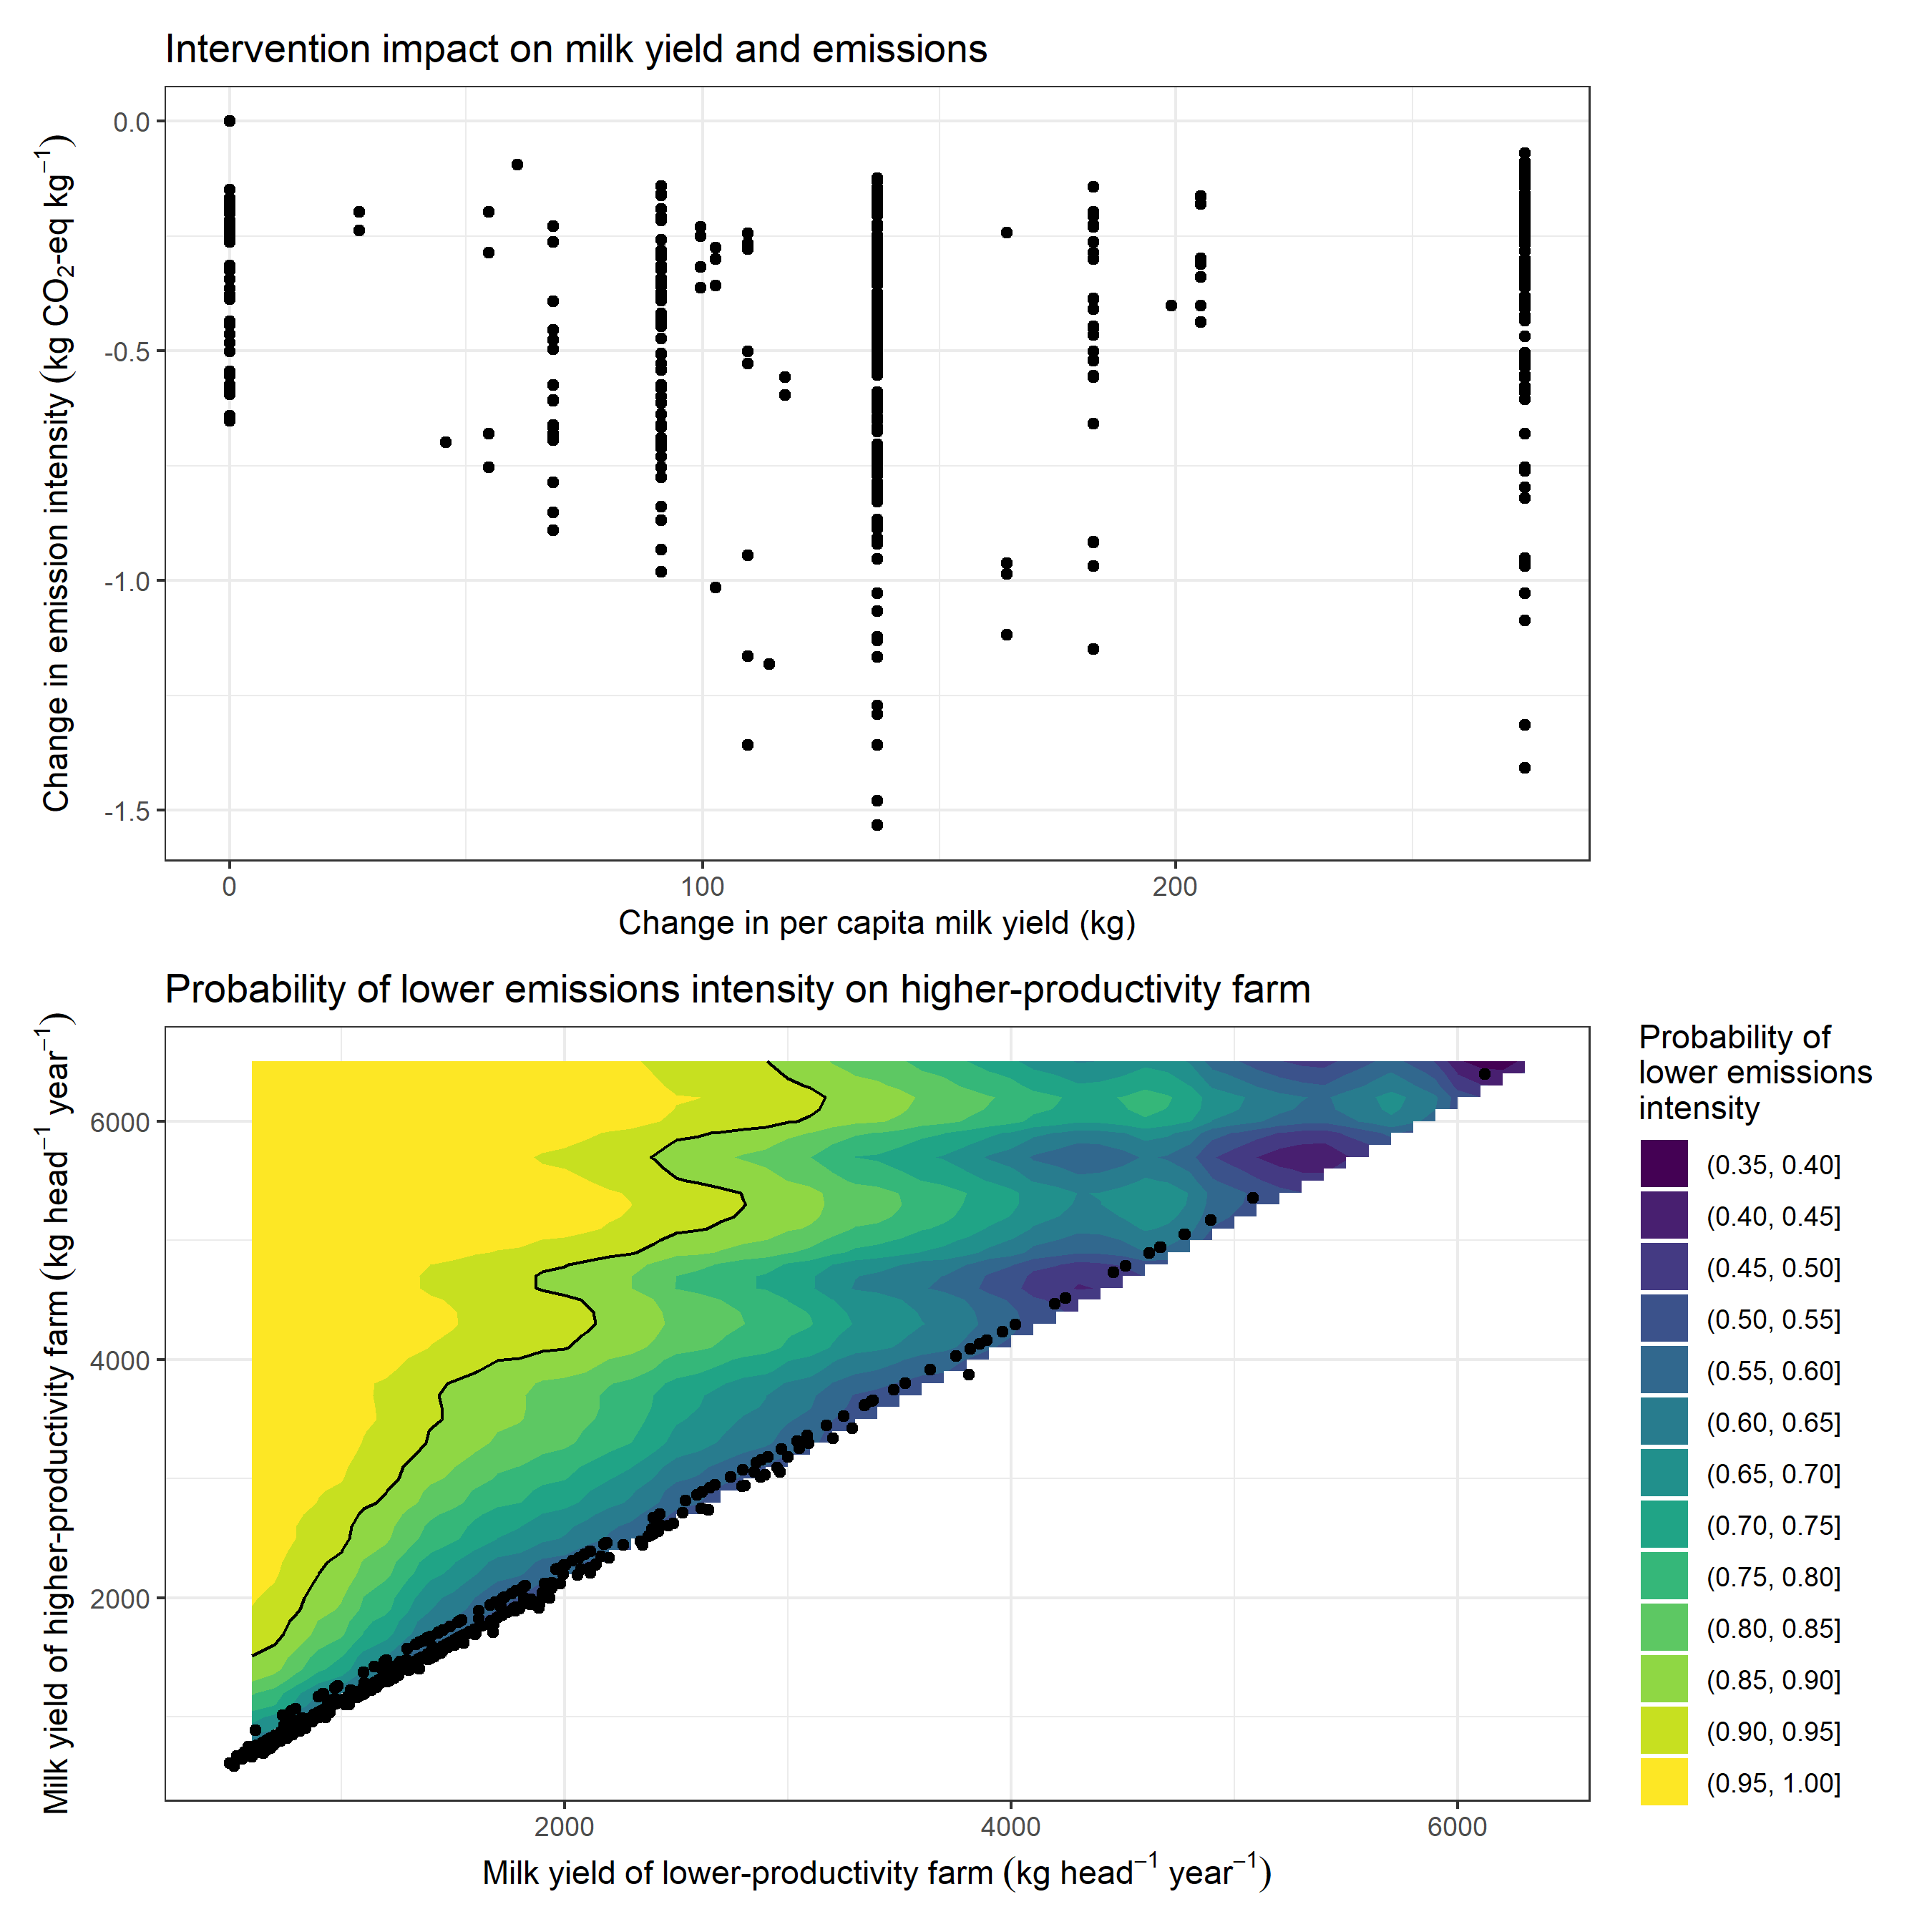 Intervention impact on milk yield and emissions
Change in emission intensity (kg CO₂-eq kg⁻¹)
0.0
-0.5
-1.0
-1.5
0 100 200
Change in per capita milk yield (kg)
Probability of lower emissions intensity on higher-productivity farm
Milk yield of higher-productivity farm (kg head⁻¹ year⁻¹)
6000
4000
2000
2000 4000 6000
Milk yield of lower-productivity farm (kg head⁻¹ year⁻¹)
Probability of
lower emissions
intensity
(0.35, 0.40]
(0.40, 0.45]
(0.45, 0.50]
(0.50, 0.55]
(0.55, 0.60]
(0.60, 0.65]
(0.65, 0.70]
(0.70, 0.75]
(0.75, 0.80]
(0.80, 0.85]
(0.85, 0.90]
(0.90, 0.95]
(0.95, 1.00]